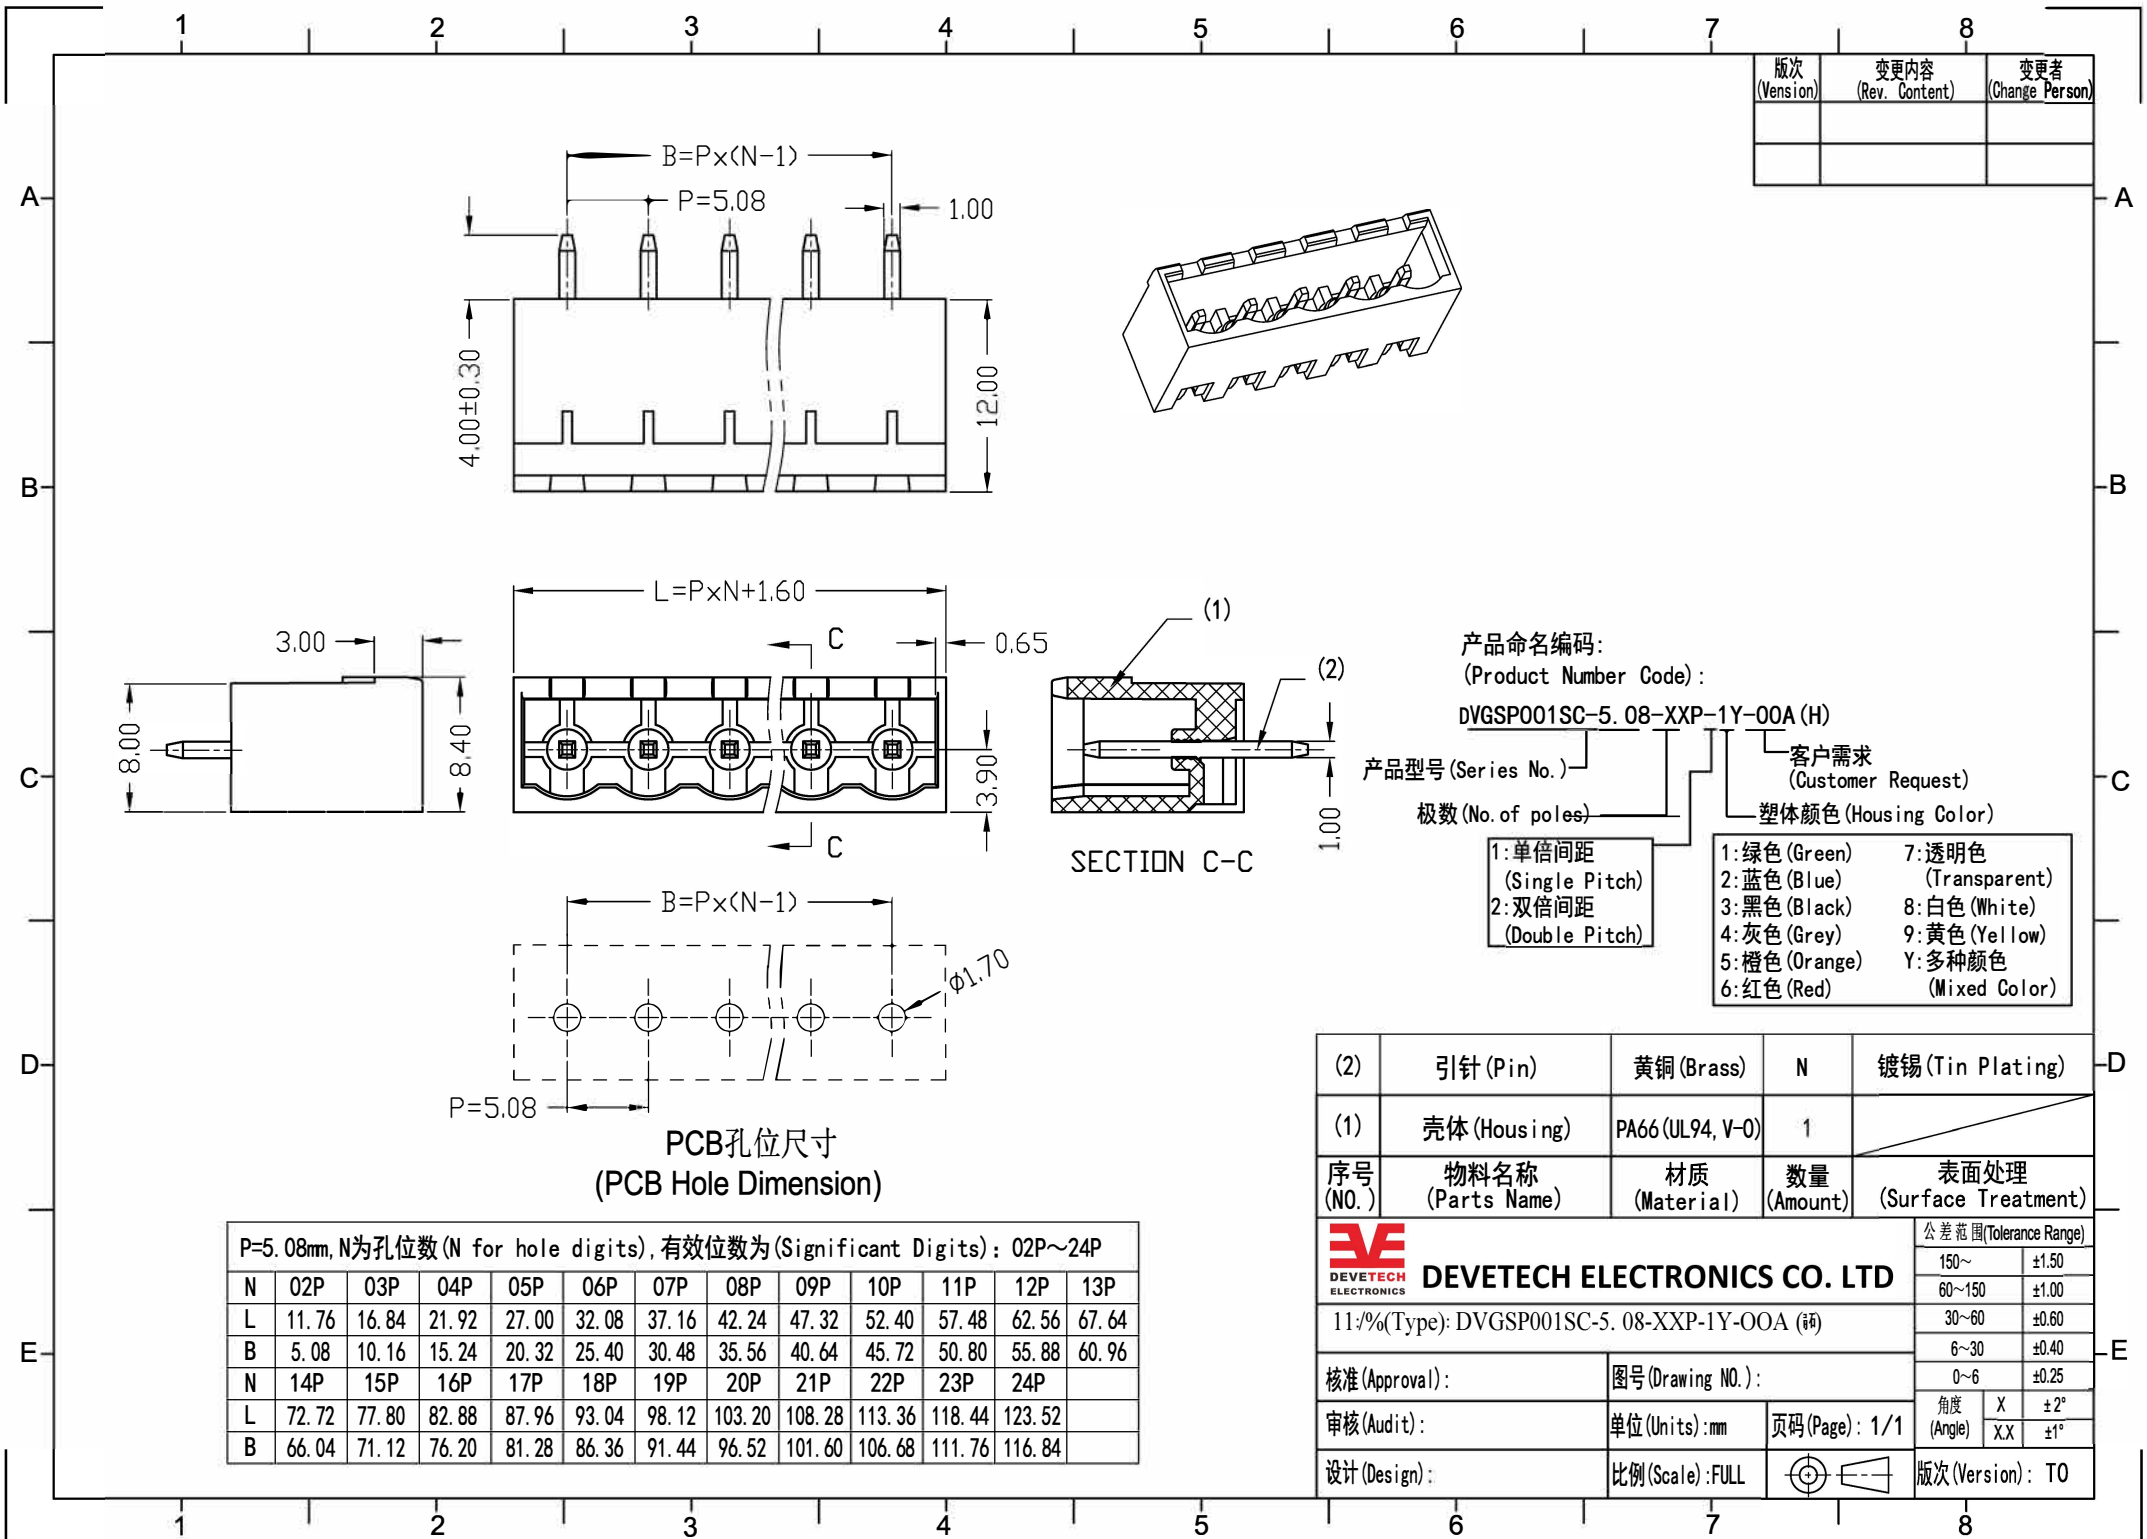 1 2 3 4 5 6 7 8
版次 变更内容 变更者
(Vension) (Rev. Content) (Change Person)
A A
B=Px(N-1)
P=5.08
1.00
4.00±0.30
12.00
B B
L=PxN+1.60
(1)
3.00
C
0.65
(2)
产品命名编码:
(Product Number Code):
DVGSP001SC-5.08-XXP-1Y-00A(H)
8.00
8.40
3.90
1.00
客户需求
产品型号(Series No.)
(Customer Request)
C C
极数(No.of poles)
塑体颜色(Housing Color)
C
SECTION C-C
1:单倍间距
(Single Pitch)
2:双倍间距
(Double Pitch)
1:绿色(Green) 7:透明色
2:蓝色(Blue) (Transparent)
3:黑色(Black) 8:白色(White)
4:灰色(Grey) 9:黄色(Yellow)
5:橙色(Orange) Y:多种颜色
6:红色(Red) (Mixed Color)
B=Px(N-1)
Ø1.70
P=5.08
D D
PCB孔位尺寸
(PCB Hole Dimension)
(2) 引针(Pin) 黄铜(Brass) N 镀锡(Tin Plating)
(1) 壳体(Housing) PA66(UL94,V-0) 1
序号 物料名称 材质 数量 表面处理
(NO.) (Parts Name) (Material) (Amount) (Surface Treatment)
P=5.08mm,N为孔位数(N for hole digits),有效位数为(Significant Digits): 02P～24P
N 02P 03P 04P 05P 06P 07P 08P 09P 10P 11P 12P 13P
L 11.76 16.84 21.92 27.00 32.08 37.16 42.24 47.32 52.40 57.48 62.56 67.64
B 5.08 10.16 15.24 20.32 25.40 30.48 35.56 40.64 45.72 50.80 55.88 60.96
N 14P 15P 16P 17P 18P 19P 20P 21P 22P 23P 24P
L 72.72 77.80 82.88 87.96 93.04 98.12 103.20 108.28 113.36 118.44 123.52
B 66.04 71.12 76.20 81.28 86.36 91.44 96.52 101.60 106.68 111.76 116.84
DEVETECH
ELECTRONICS
DEVETECH ELECTRONICS CO. LTD
公差范围(Tolerance Range)
150~ ±1.50
60~150 ±1.00
30~60 ±0.60
6~30 ±0.40
0~6 ±0.25
角度 X ±2°
(Angle) X.X ±1°
11:/%(Type): DVGSP001SC-5. 08-XXP-1Y-OOA
核准(Approval): 图号(Drawing NO.):
审核(Audit): 单位(Units):mm 页码(Page): 1/1
设计(Design): 比例(Scale):FULL 版次(Version): TO
E E
1 2 3 4 5 6 7 8